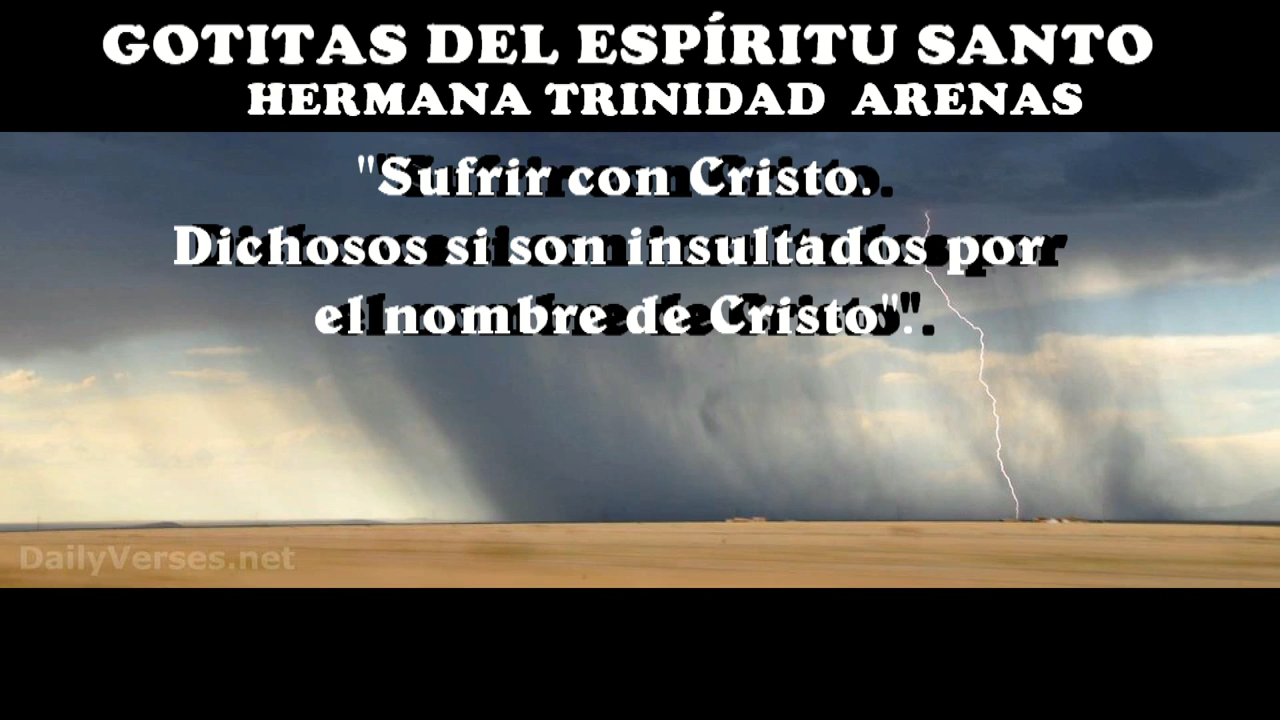 GOTITAS DEL ESPÍRITU SANTO
HERMANA TRINIDAD ARENAS
"Sufrir con Cristo.
Dichosos si son insultados por
el nombre de Cristo".
DailyVerses.net